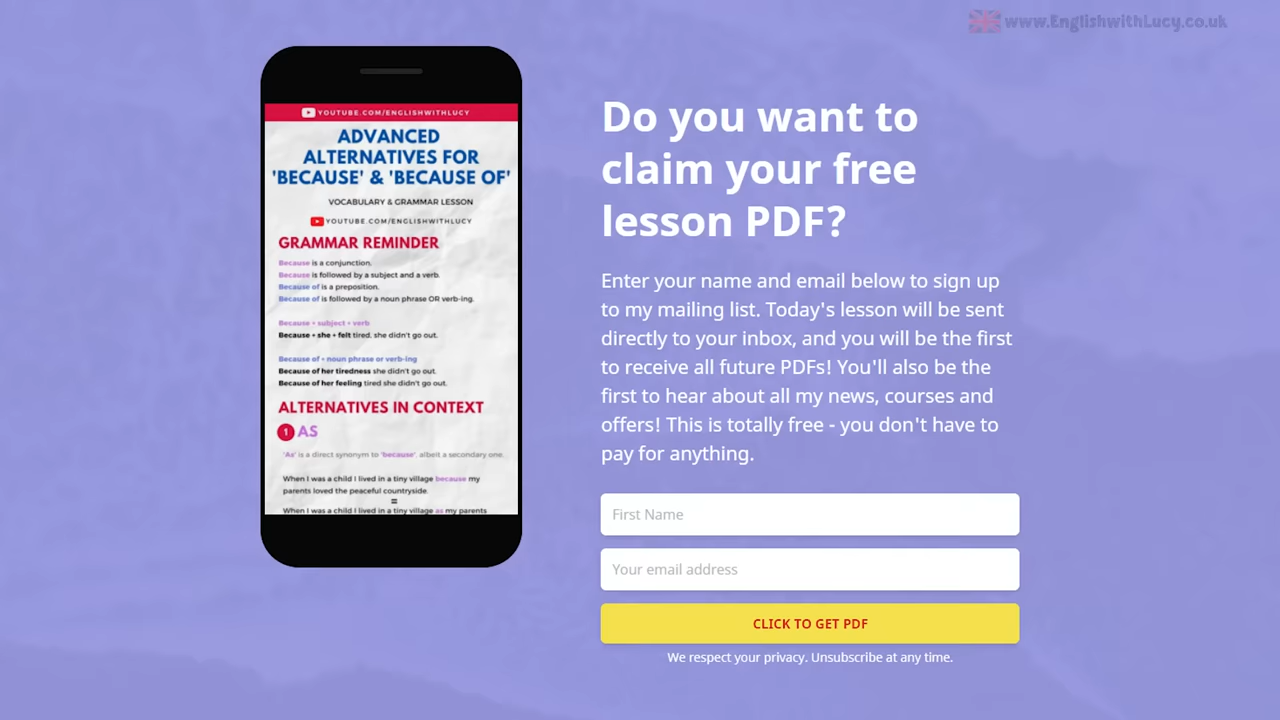 www.EnglishwithLucy.co.uk
YOUTUBE.COM/ENGLISHWITHLUCY
ADVANCED
ALTERNATIVES FOR
'BECAUSE' & 'BECAUSE OF'
VOCABULARY & GRAMMAR LESSON
YOUTUBE.COM/ENGLISHWITHLUCY
GRAMMAR REMINDER
Because is a conjunction.
Because is followed by a subject and a verb.
Because of is a preposition.
Because of is followed by a noun phrase OR verb-ing.
Because + subject + verb
Because + she + felt tired, she didn't go out.
Because of + noun phrase or verb-ing
Because of her tiredness she didn't go out.
Because of her feeling tired she didn't go out.
ALTERNATIVES IN CONTEXT
1 AS
'As' is a direct synonym to 'because', albeit a secondary one.
When I was a child I lived in a tiny village because my
parents loved the peaceful countryside.
=
When I was a child I lived in a tiny village as my parents
Do you want to
claim your free
lesson PDF?
Enter your name and email below to sign up
to my mailing list. Today's lesson will be sent
directly to your inbox, and you will be the first
to receive all future PDFs! You'll also be the
first to hear about all my news, courses and
offers! This is totally free - you don't have to
pay for anything.
First Name
Your email address
CLICK TO GET PDF
We respect your privacy. Unsubscribe at any time.